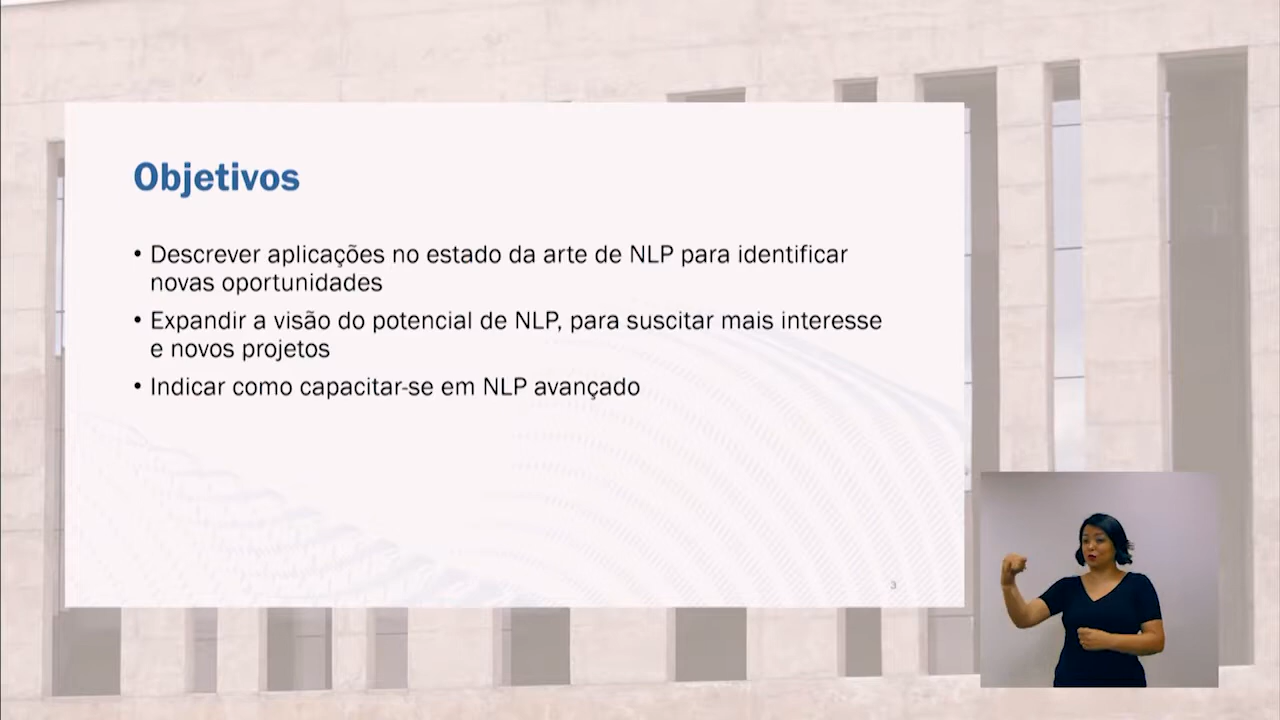 Objetivos
• Descrever aplicações no estado da arte de NLP para identificar
novas oportunidades
• Expandir a visão do potencial de NLP, para suscitar mais interesse
e novos projetos
• Indicar como capacitar-se em NLP avançado
3